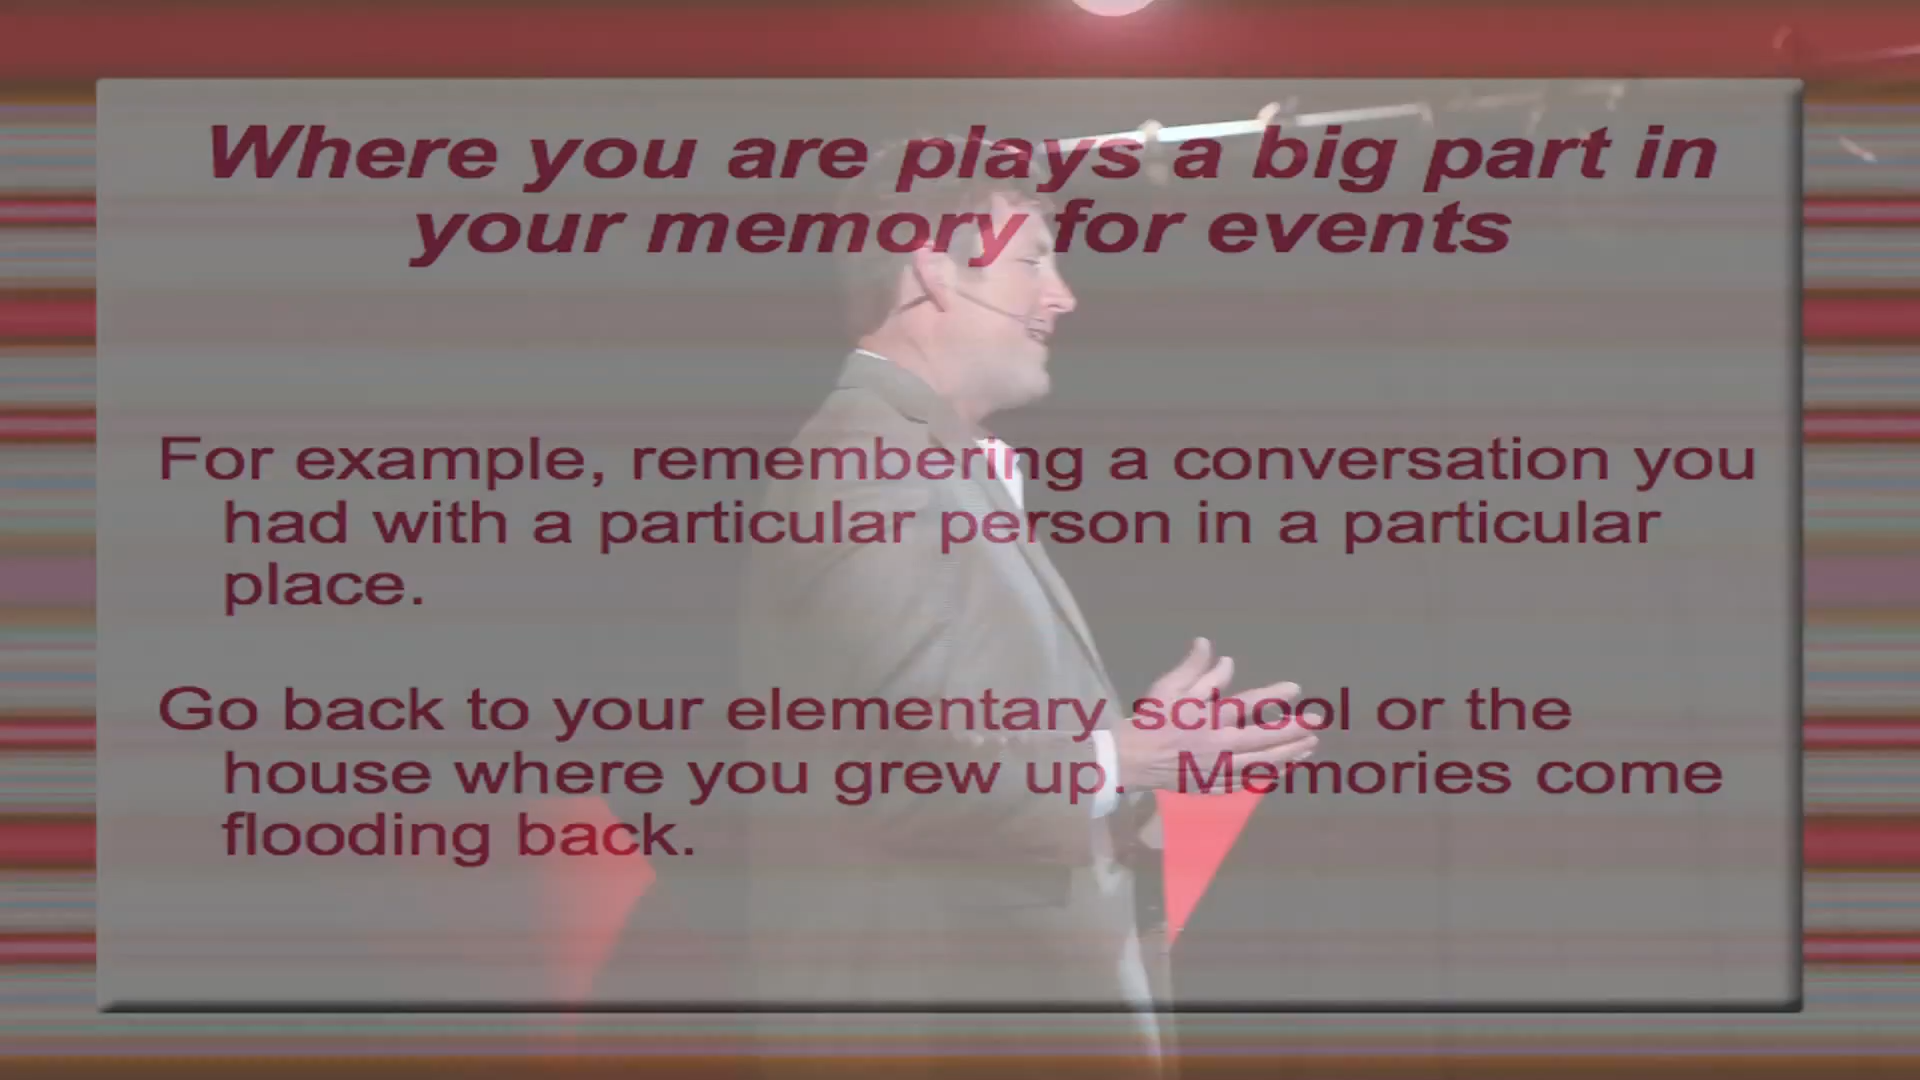 Where you are plays a big part in
your memory for events
For example, remembering a conversation you
had with a particular person in a particular
place.
Go back to your elementary school or the
house where you grew up. Memories come
flooding back.